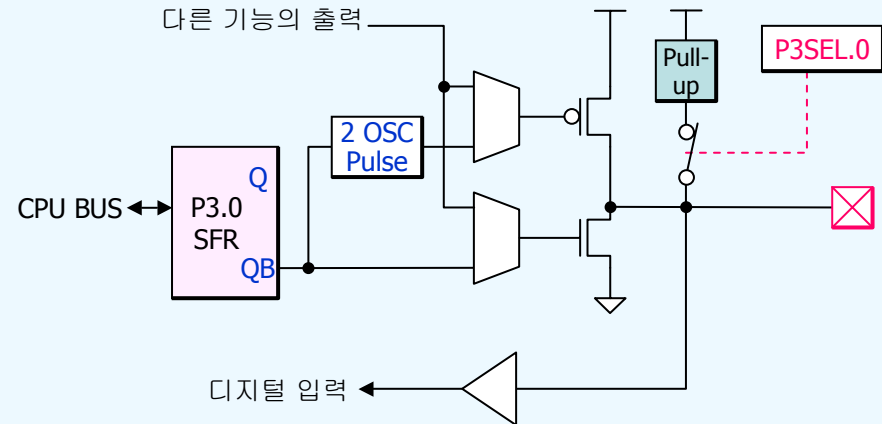 다른 기능의 출력
Pull-
up
P3SEL.0
2 OSC
Pulse
Q
CPU BUS
P3.0
SFR
QB
디지털 입력